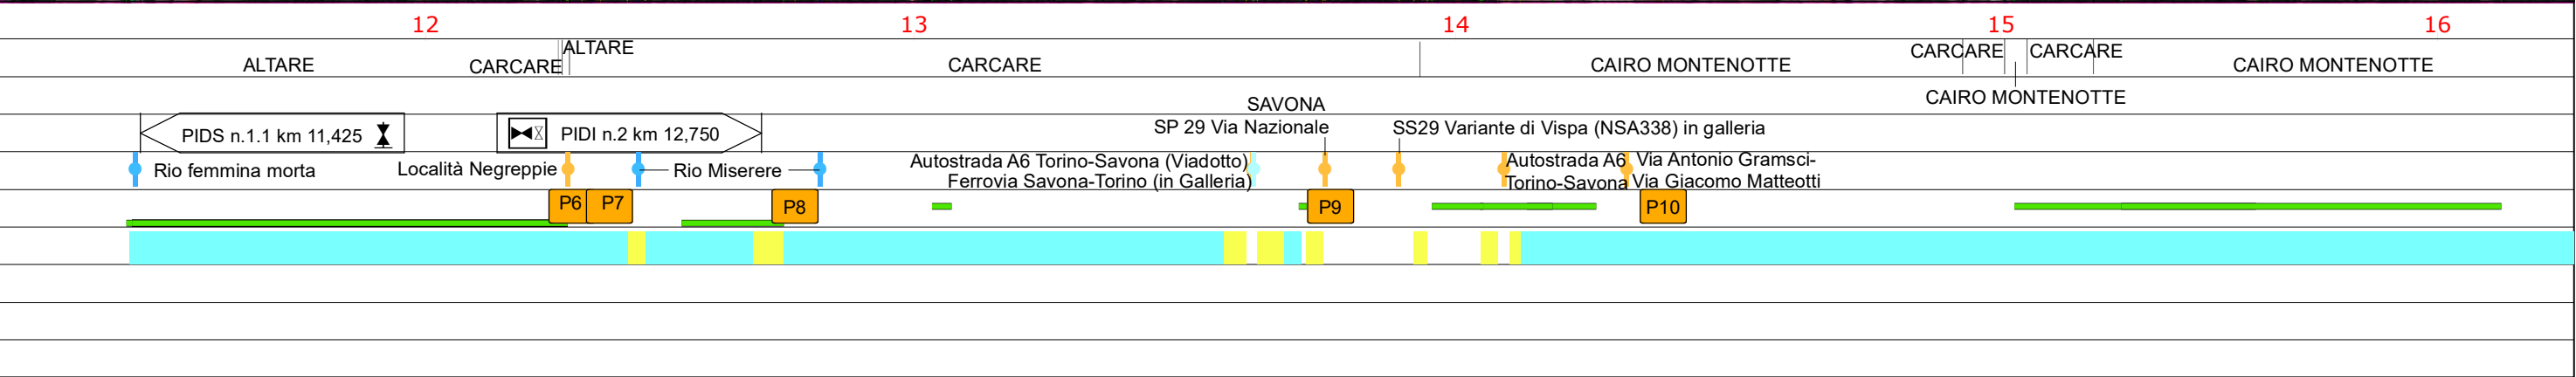 12 13 14 15 16
ALTARE CARCARE ALTARE CARCARE CAIRO MONTENOTTE CARCARE CARCARE CAIRO MONTENOTTE
CAIRO MONTENOTTE
SAVONA
PIDS n.1.1 km 11,425 PIDI n.2 km 12,750 SP 29 Via Nazionale SS29 Variante di Vispa (NSA338) in galleria
Rio femmina morta Località Negreppie Rio Miserere
Autostrada A6 Torino-Savona (Viadotto)
Ferrovia Savona-Torino (in Galleria)
Autostrada A6
Torino-Savona
Via Antonio Gramsci-
Via Giacomo Matteotti
P6 P7 P8 P9 P10